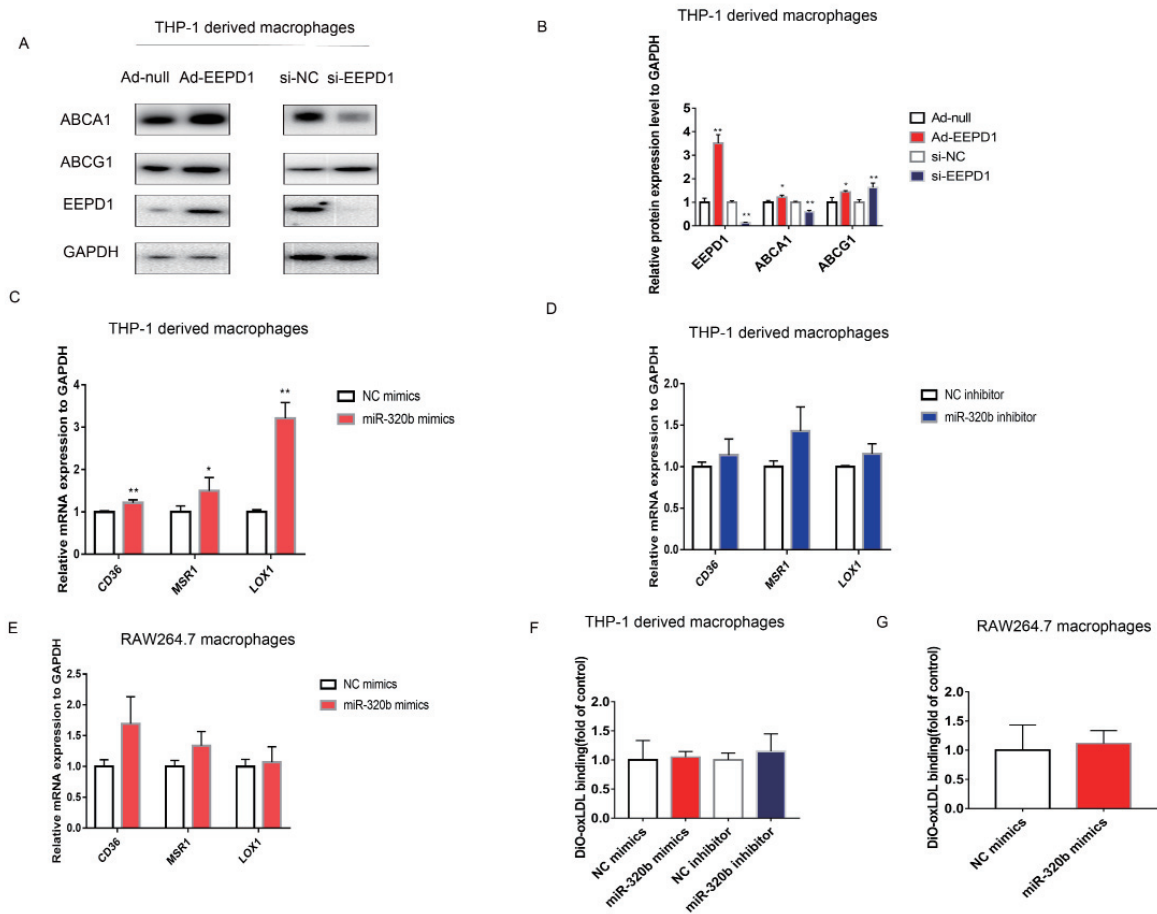 THP-1 derived macrophages
A
Ad-null Ad-EEPD1 si-NC si-EEPD1
ABCA1
ABCG1
EEPD1
GAPDH
B
THP-1 derived macrophages
Relative protein expression level to GAPDH
5
4
3
2
1
0
** ** * ** * **
EEPD1 ABCA1 ABCG1
Ad-null
Ad-EEPD1
si-NC
si-EEPD1
C
THP-1 derived macrophages
Relative mRNA expression to GAPDH
4
3
2
1
0
** * **
CD36 MSR1 LOX1
NC mimics
miR-320b mimics
D
THP-1 derived macrophages
Relative mRNA expression to GAPDH
2.0
1.5
1.0
0.5
0.0
CD36 MSR1 LOX1
NC inhibitor
miR-320b inhibitor
E
RAW264.7 macrophages
Relative mRNA expression to GAPDH
2.5
2.0
1.5
1.0
0.5
0.0
CD36 MSR1 LOX1
NC mimics
miR-320b mimics
F
THP-1 derived macrophages
DiO-oxLDL binding(fold of control)
2.0
1.5
1.0
0.5
0.0
NC mimics
miR-320b mimics
NC inhibitor
miR-320b inhibitor
G
RAW264.7 macrophages
DiO-oxLDL binding(fold of control)
2.0
1.5
1.0
0.5
0.0
NC mimics
miR-320b mimics